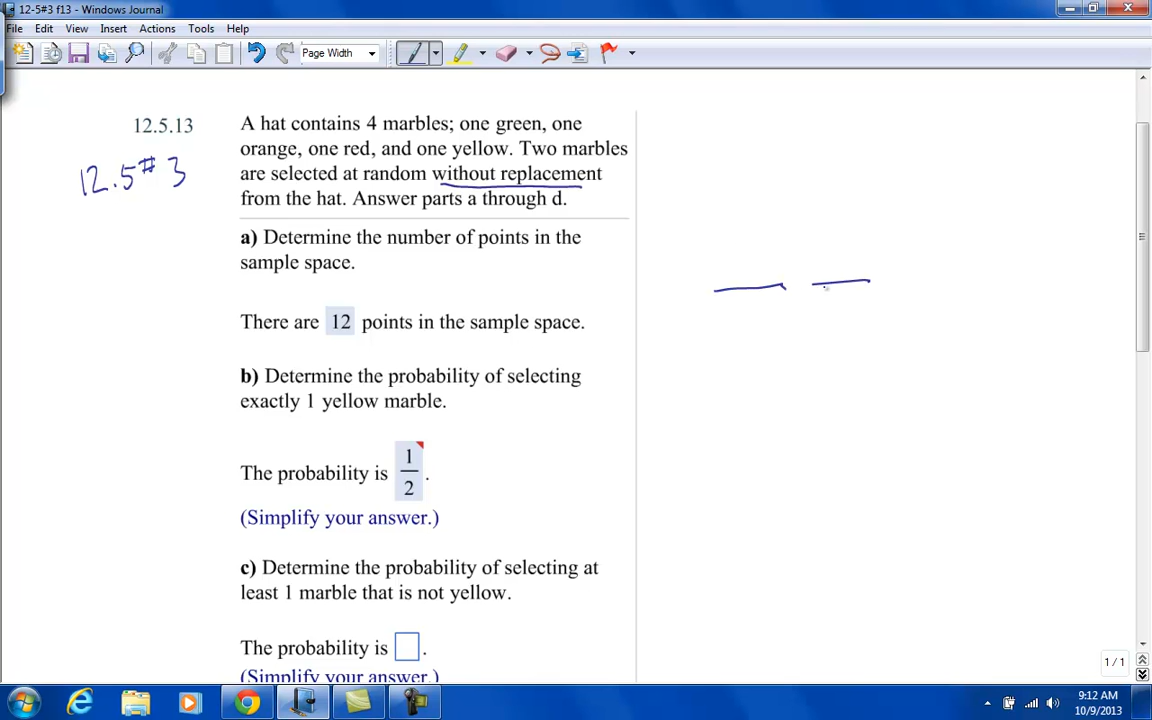 12-5#3 f13 - Windows Journal
File Edit View Insert Actions Tools Help
Page Width
12.5.13
12.5 # 3
A hat contains 4 marbles; one green, one
orange, one red, and one yellow. Two marbles
are selected at random without replacement
from the hat. Answer parts a through d.
a) Determine the number of points in the
sample space.
There are 12 points in the sample space.
b) Determine the probability of selecting
exactly 1 yellow marble.
The probability is 1/2.
(Simplify your answer.)
c) Determine the probability of selecting at
least 1 marble that is not yellow.
The probability is .
(Simplify your answer.)
1 / 1
9:12 AM
10/9/2013